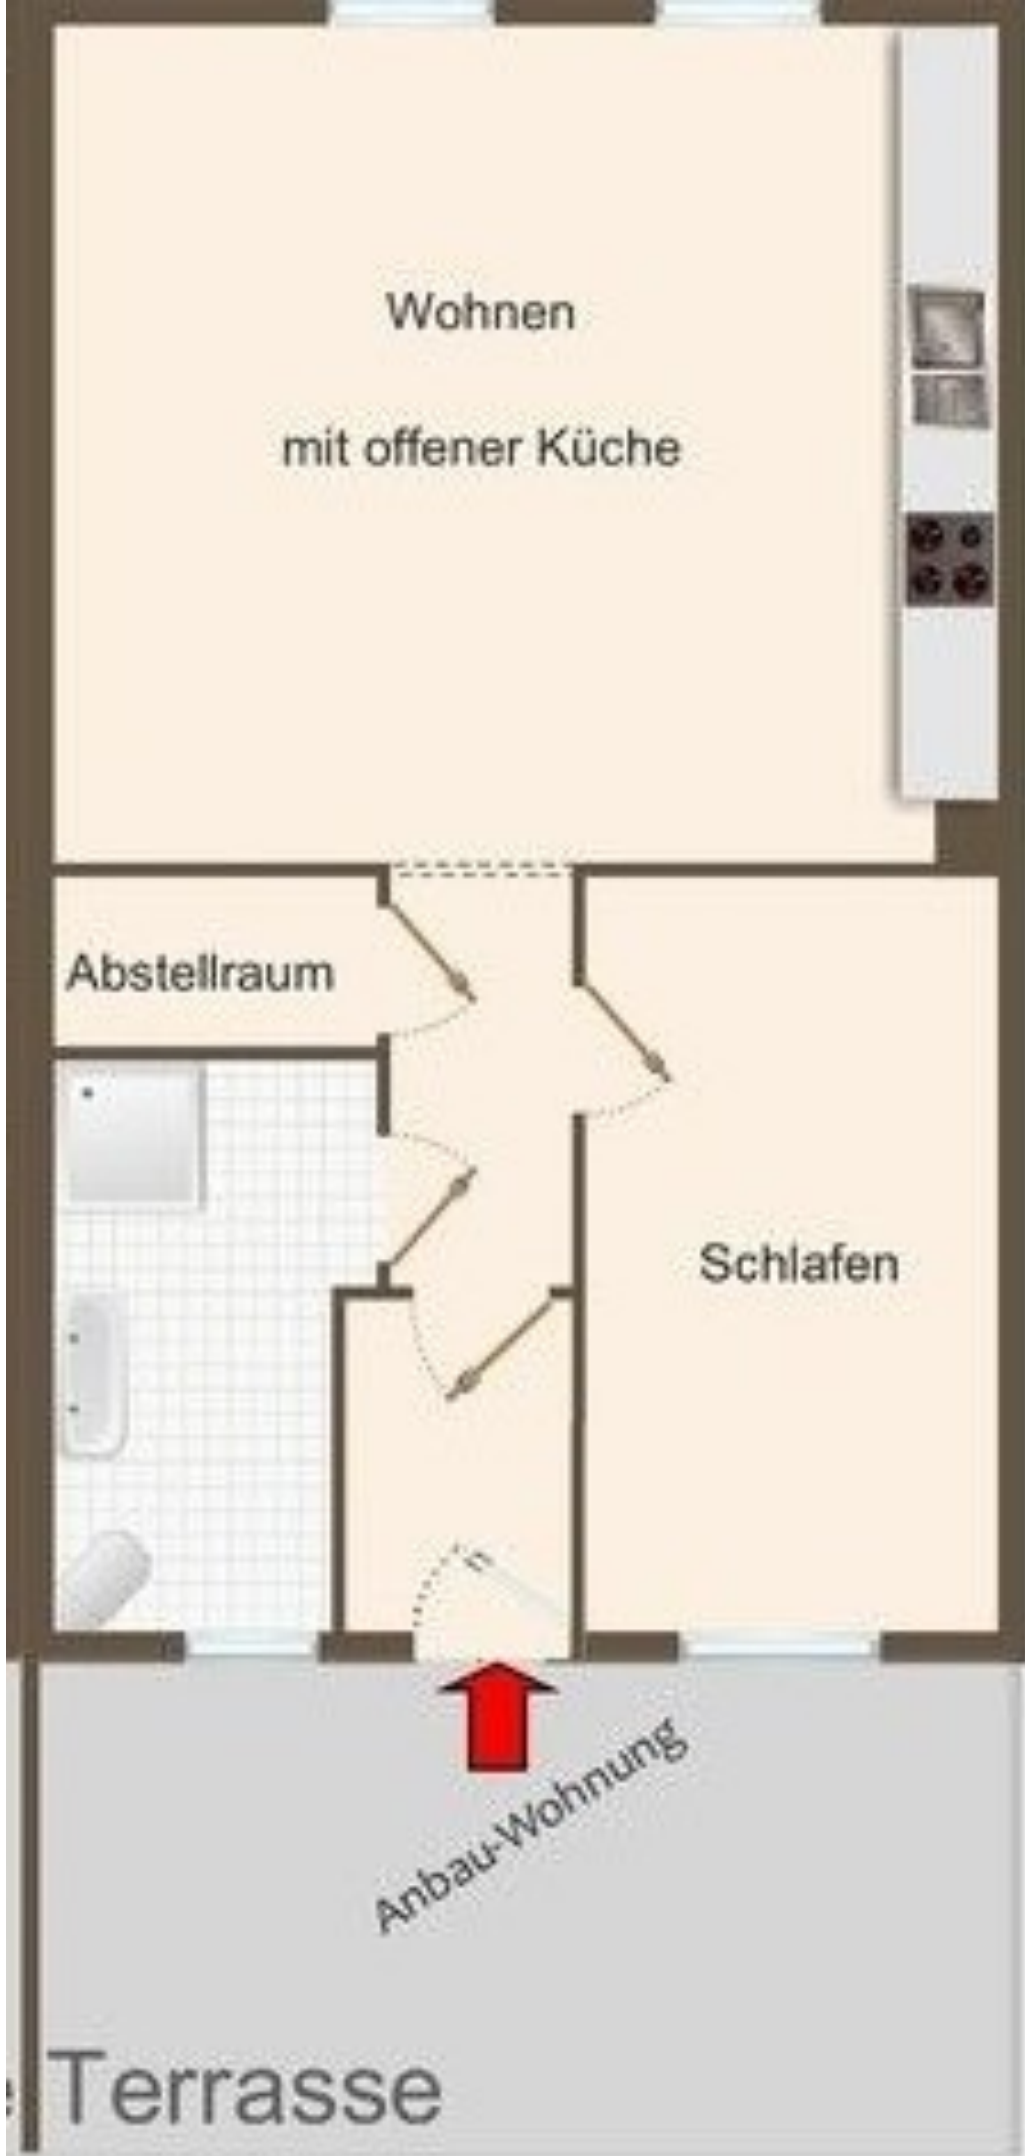 Wohnen
mit offener Küche
Abstellraum
Schlafen
Anbau-Wohnung
Terrasse